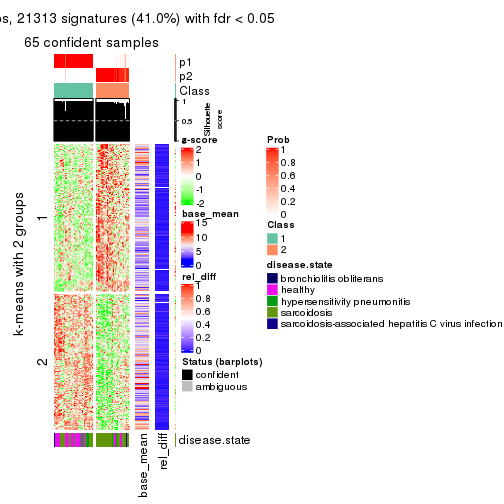 os, 21313 signatures (41.0%) with fdr < 0.05
65 confident samples
p1
p2
Class
1
0.5
0
Silhouette
score
k-means with 2 groups
1
2
z-score
2
1
0
-1
-2
base_mean
15
10
5
0
rel_diff
1
0.8
0.6
0.4
0.2
0
Status (barplots)
confident
ambiguous
Prob
1
0.8
0.6
0.4
0.2
0
Class
1
2
disease.state
bronchiolitis obliterans
healthy
hypersensitivity pneumonitis
sarcoidosis
sarcoidosis-associated hepatitis C virus infection
disease.state
base_mean
rel_diff